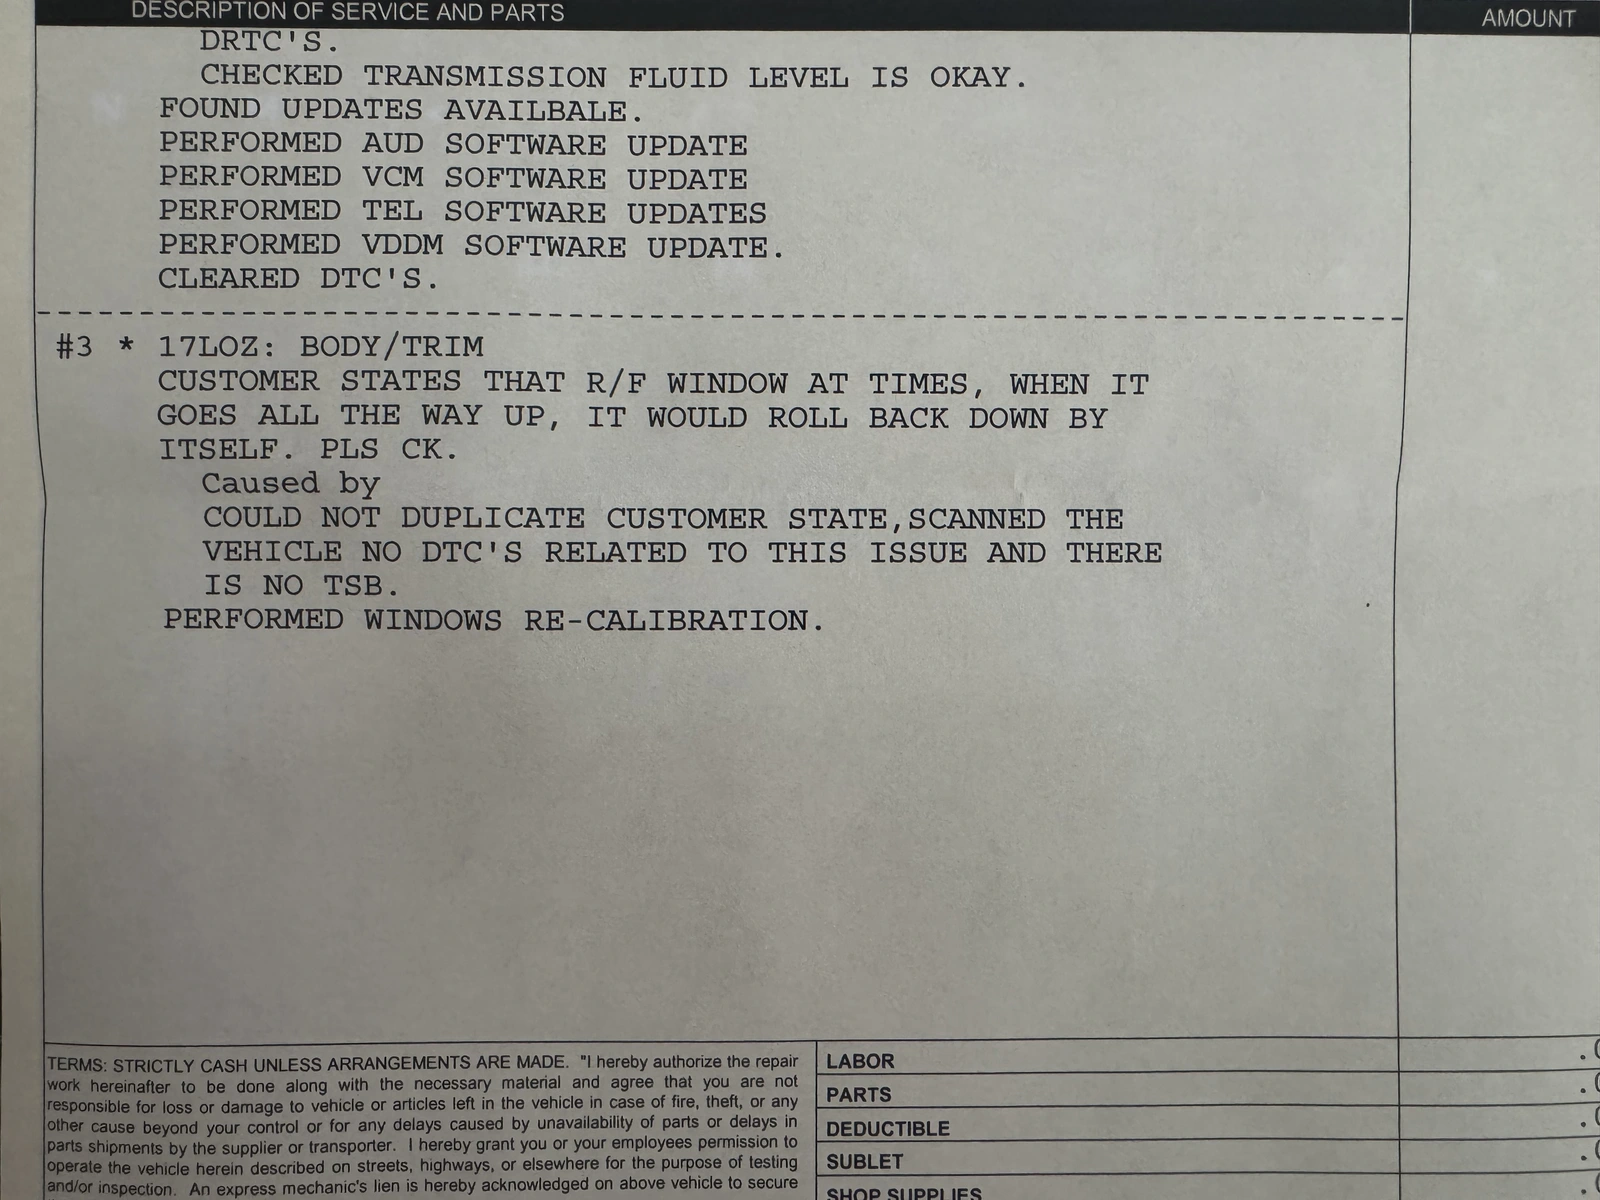 DESCRIPTION OF SERVICE AND PARTS
AMOUNT
DRTC'S.
CHECKED TRANSMISSION FLUID LEVEL IS OKAY.
FOUND UPDATES AVAILBALE.
PERFORMED AUD SOFTWARE UPDATE
PERFORMED VCM SOFTWARE UPDATE
PERFORMED TEL SOFTWARE UPDATES
PERFORMED VDDM SOFTWARE UPDATE.
CLEARED DTC'S.
#3 * 17LOZ: BODY/TRIM
CUSTOMER STATES THAT R/F WINDOW AT TIMES, WHEN IT
GOES ALL THE WAY UP, IT WOULD ROLL BACK DOWN BY
ITSELF. PLS CK.
Caused by
COULD NOT DUPLICATE CUSTOMER STATE,SCANNED THE
VEHICLE NO DTC'S RELATED TO THIS ISSUE AND THERE
IS NO TSB.
PERFORMED WINDOWS RE-CALIBRATION.
TERMS: STRICTLY CASH UNLESS ARRANGEMENTS ARE MADE. "I hereby authorize the repair
work hereinafter to be done along with the necessary material and agree that you are not
responsible for loss or damage to vehicle or articles left in the vehicle in case of fire, theft, or any
other cause beyond your control or for any delays caused by unavailability of parts or delays in
parts shipments by the supplier or transporter. I hereby grant you or your employees permission to
operate the vehicle herein described on streets, highways, or elsewhere for the purpose of testing
and/or inspection. An express mechanic's lien is hereby acknowledged on above vehicle to secure
LABOR
PARTS
DEDUCTIBLE
SUBLET
SHOP SUPPLIES